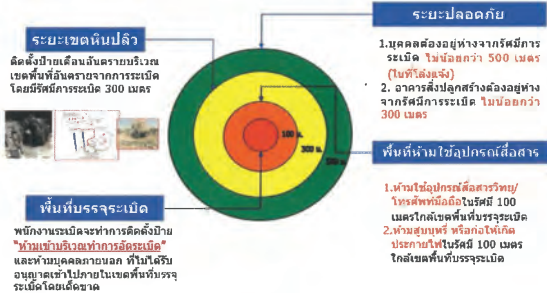 ระยะเขตหินปลิว
ติดตั้งป้ายเตือนอันตรายบริเวณ
เขตพื้นที่อันตรายจากการระเบิด
โดยมีรัศมีการระเบิด 300 เมตร
ระยะปลอดภัย
1.บุคคลต้องอยู่ห่างจากรัศมีการ
ระเบิด ไม่น้อยกว่า 500 เมตร
(ในที่โล่งแจ้ง)
2. อาคารสิ่งปลูกสร้างต้องอยู่ห่าง
จากรัศมีการระเบิด ไม่น้อยกว่า
300 เมตร
100 ม.
300 ม.
500 ม.
พื้นที่บรรจุระเบิด
พนักงานระเบิดจะทำการติดตั้งป้าย
"ห้ามเข้าบริเวณทำการอัดระเบิด"
และห้ามบุคคลภายนอก ที่ไม่ได้รับ
อนุญาตเข้าไปภายในเขตพื้นที่บรรจุ
ระเบิดโดยเด็ดขาด
พื้นที่ห้ามใช้อุปกรณ์สื่อสาร
1.ห้ามใช้อุปกรณ์สื่อสารวิทยุ/
โทรศัพท์มือถือในรัศมี 100
เมตรใกล้เขตพื้นที่บรรจุระเบิด
2.ห้ามสูบบุหรี่ หรือก่อให้เกิด
ประกายไฟในรัศมี 100 เมตร
ใกล้เขตพื้นที่บรรจุระเบิด